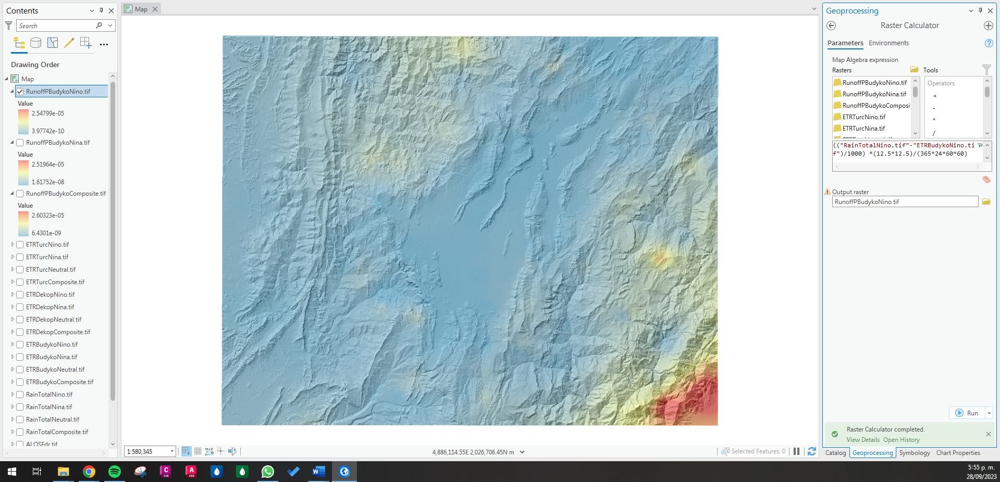 Contents
Search
Drawing Order
Map
RunoffPBudykoNino.tif
Value
2.54799e-05
3.97742e-10
RunoffPBudykoNina.tif
Value
2.51964e-05
1.61752e-08
RunoffPBudykoComposite.tif
Value
2.60323e-05
6.4301e-09
ETRTurcNino.tif
ETRTurcNina.tif
ETRTurcNeutral.tif
ETRTurcComposite.tif
ETRDekopNino.tif
ETRDekopNina.tif
ETRDekopNeutral.tif
ETRDekopComposite.tif
ETRBudykoNino.tif
ETRBudykoNina.tif
ETRBudykoNeutral.tif
ETRBudykoComposite.tif
RainTotalNino.tif
RainTotalNina.tif
RainTotalNeutral.tif
RainTotalComposite.tif
ALOSFdr.tif
Map
1:580,345
4,886,114.55E 2,026,706.45N m
Selected Features: 0
Geoprocessing
Raster Calculator
Parameters Environments
Map Algebra expression
Rasters Tools
RunoffPBudykoNino.tif
RunoffPBudykoNina.tif
RunoffPBudykoComposi
ETRTurcNino.tif
ETRTurcNina.tif
Operators
+
-
*
/
(("RainTotalNino.tif"-"ETRBudykoNino.ti
f")/1000) *(12.5*12.5)/(365*24*60*60)
Output raster
RunoffPBudykoNino.tif
Run
Raster Calculator completed.
View Details Open History
Catalog Geoprocessing Symbology Chart Properties
C
C3D
A
CAD
W
5:55 p. m.
28/09/2023